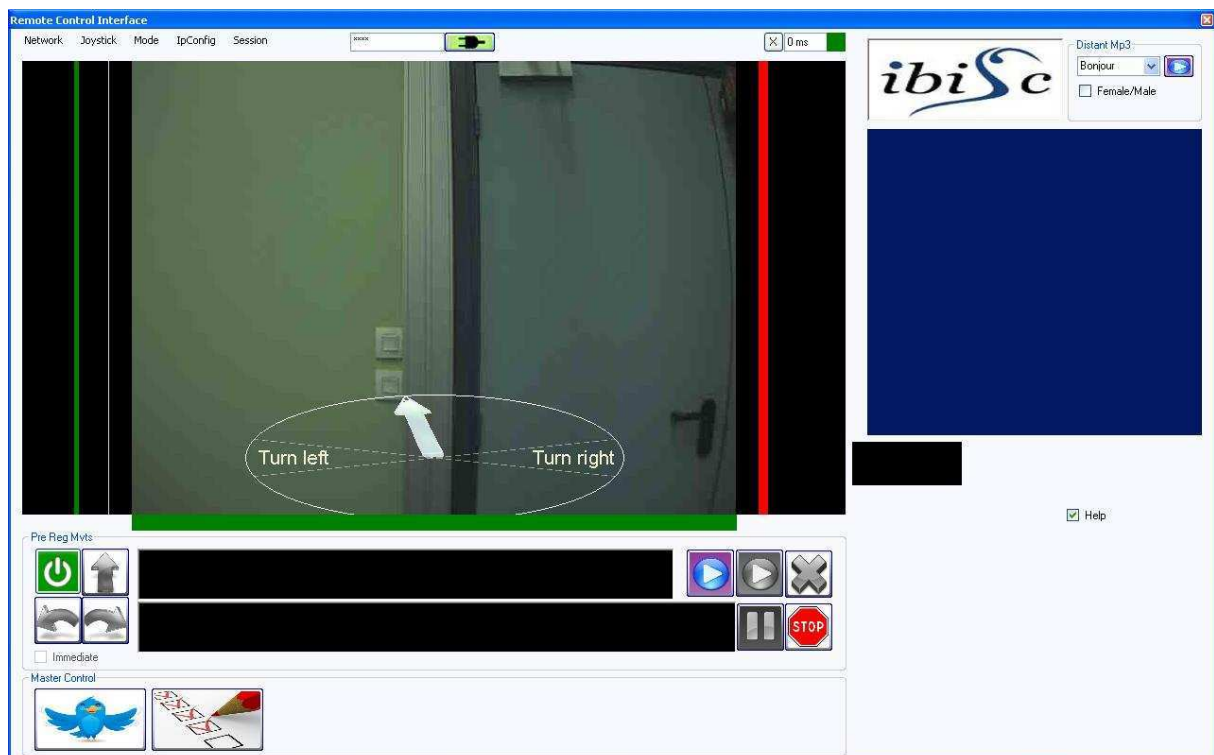 Remote Control Interface
Network Joystick Mode IpConfig Session
**** X 0 ms
ibiSc
Distant Mp3
Bonjour
Female/Male
Turn left Turn right
Help
Pre Reg Mvts
STOP
Immediate
Master Control